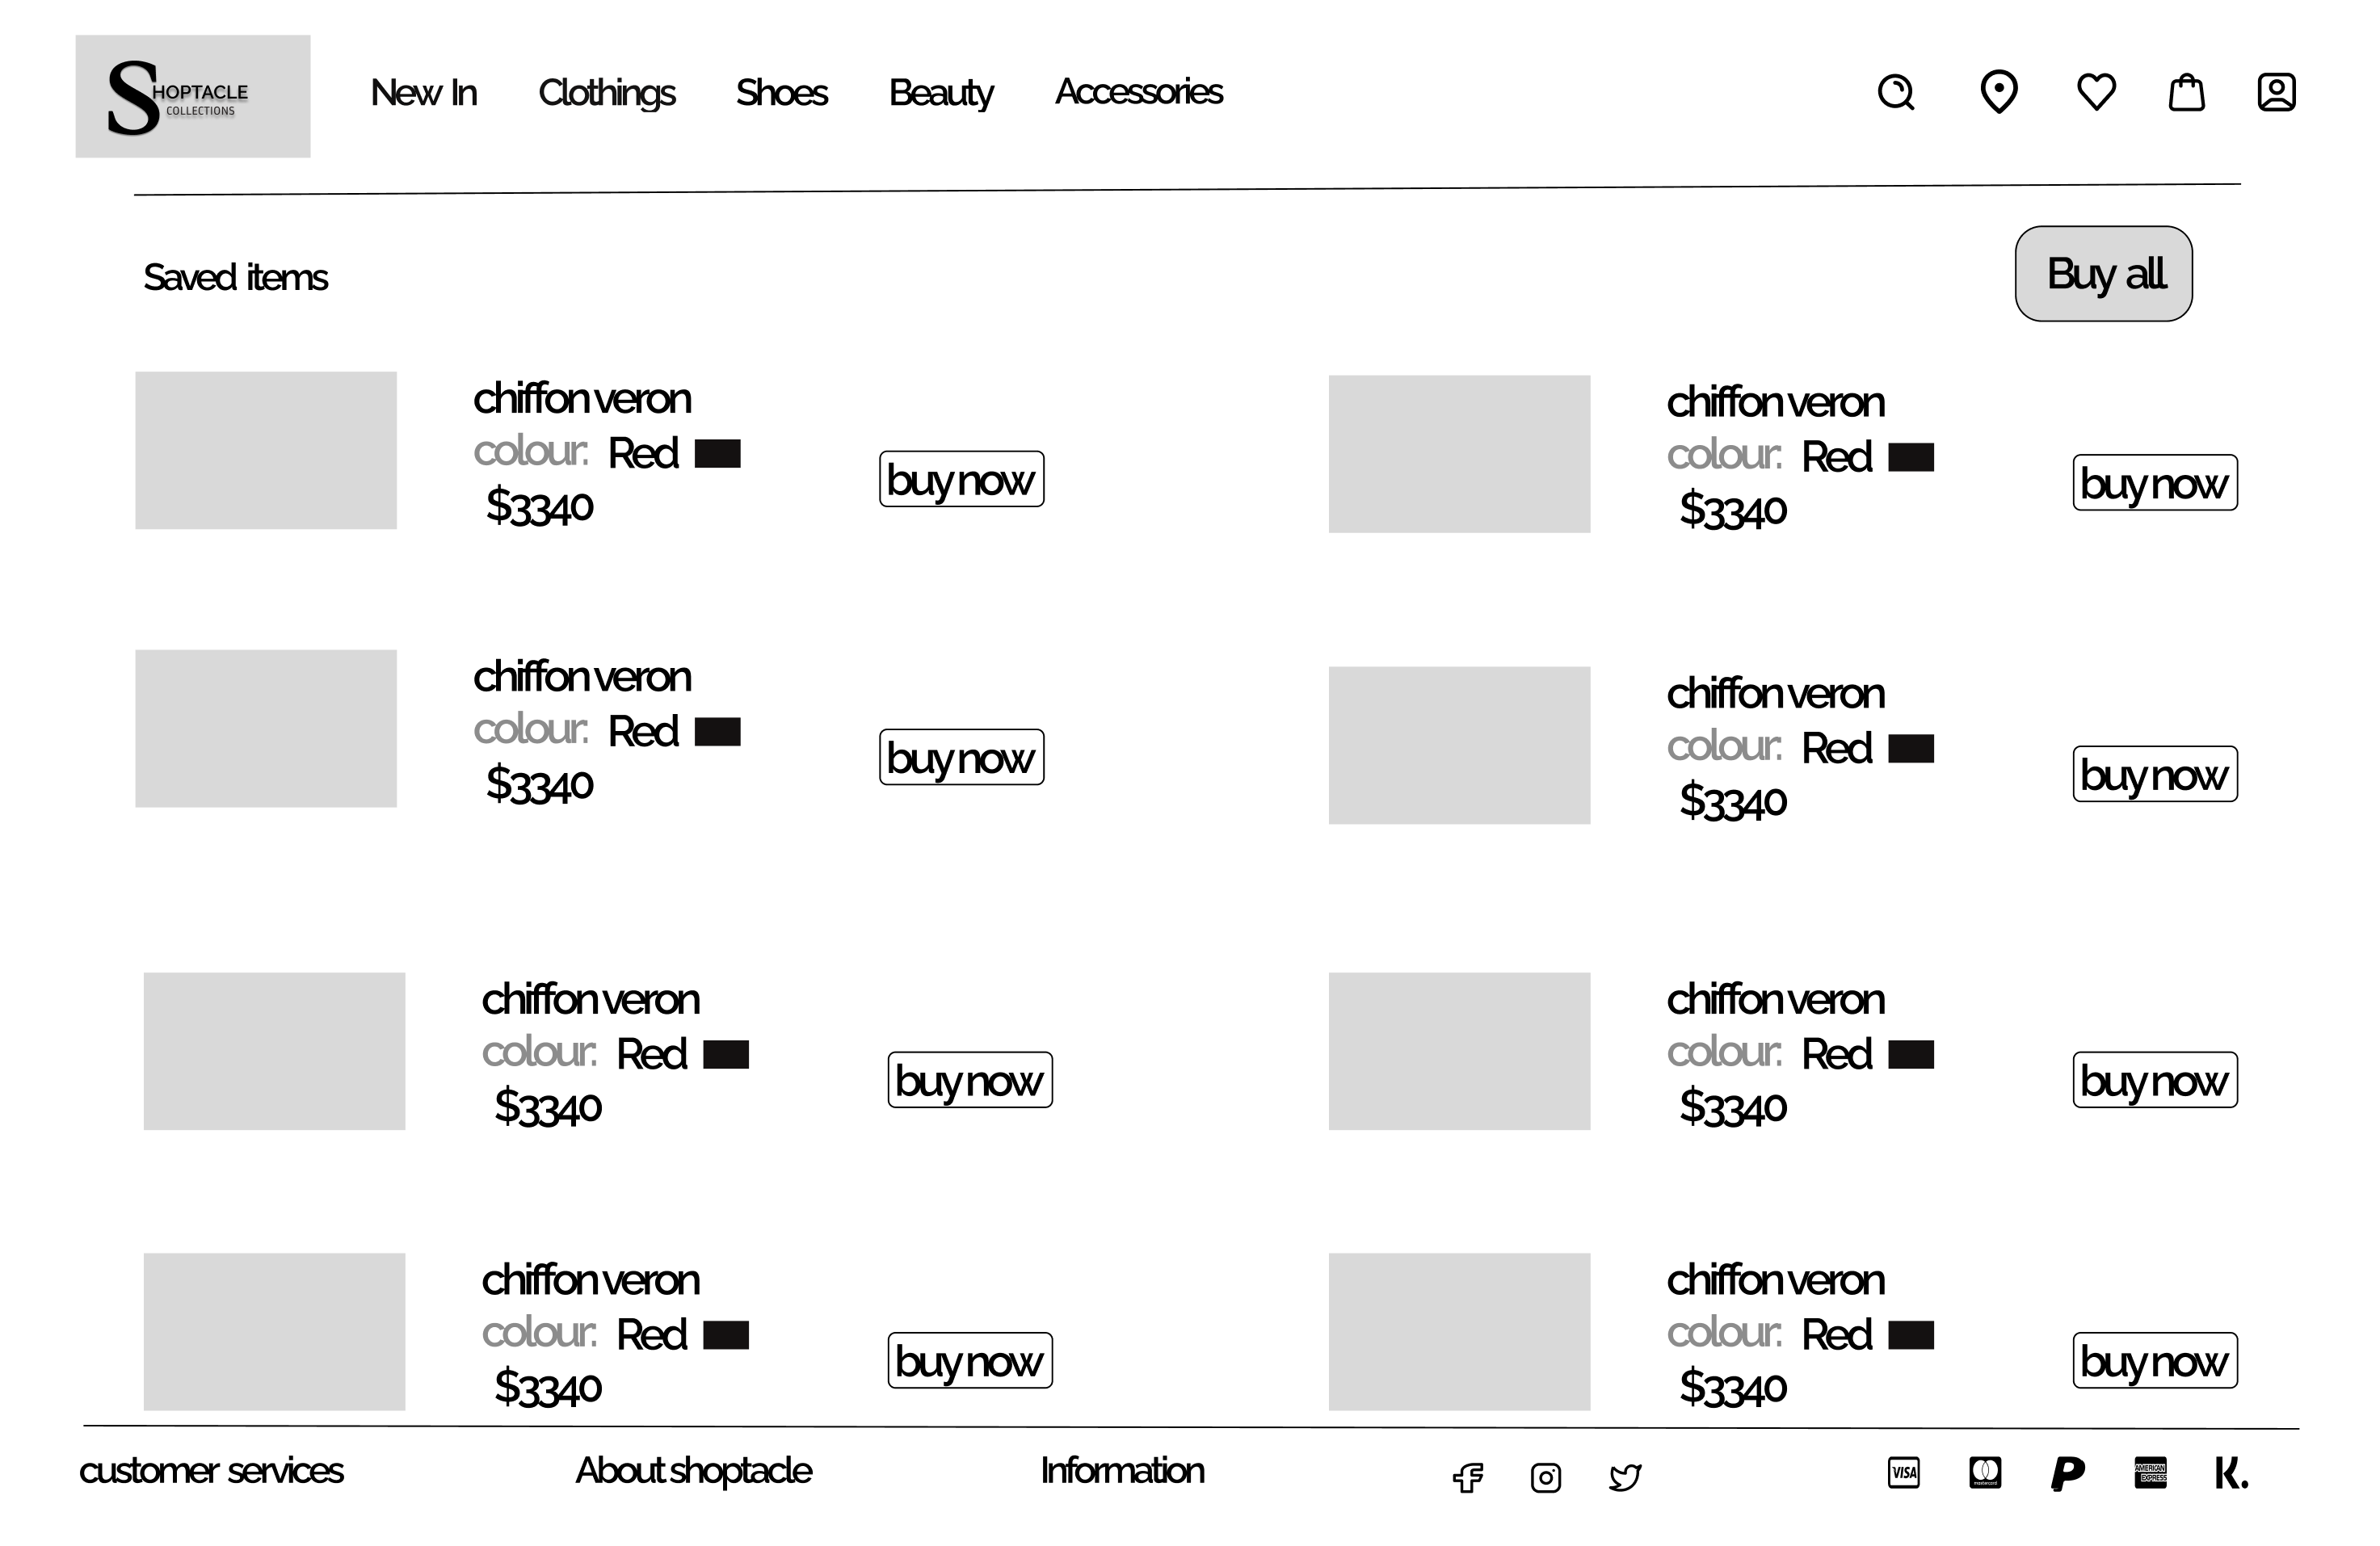 SHOPTACLE
COLLECTIONS
New In
Clothings
Shoes
Beauty
Accessories
Saved items
Buy all
chiffon veron
colour: Red
$3340
buy now
chiffon veron
colour: Red
$3340
buy now
chiffon veron
colour: Red
$3340
buy now
chiffon veron
colour: Red
$3340
buy now
chiffon veron
colour: Red
$3340
buy now
chiffon veron
colour: Red
$3340
buy now
chiffon veron
colour: Red
$3340
buy now
chiffon veron
colour: Red
$3340
buy now
customer services
About shoptacle
Information
VISA
mastercard
P
AMERICAN
EXPRESS
K.